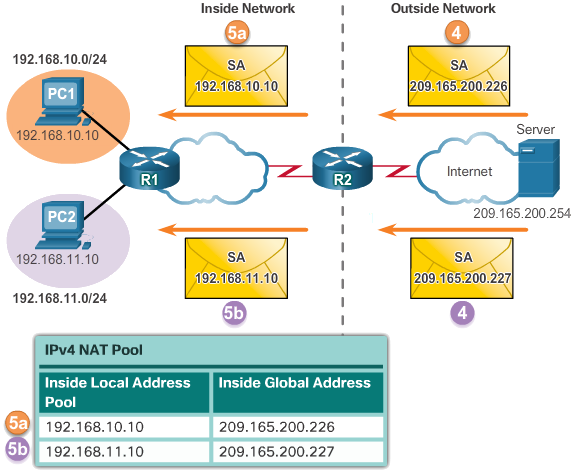 Inside Network
Outside Network
5a
4
192.168.10.0/24
SA
192.168.10.10
SA
209.165.200.226
PC1
192.168.10.10
Server
R1
R2
Internet
PC2
192.168.11.10
209.165.200.254
SA
192.168.11.10
SA
209.165.200.227
192.168.11.0/24
5b
4
IPv4 NAT Pool
Inside Local Address
Pool
Inside Global Address
5a
192.168.10.10
209.165.200.226
5b
192.168.11.10
209.165.200.227